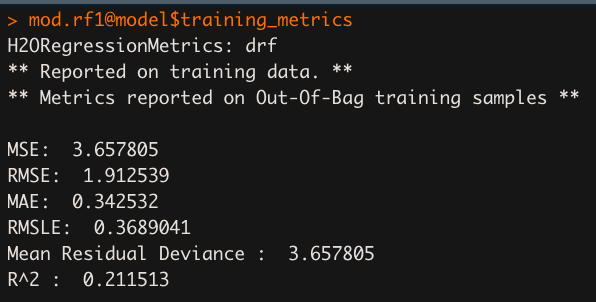 > mod.rf1@model$training_metrics
H2ORegressionMetrics: drf
** Reported on training data. **
** Metrics reported on Out-Of-Bag training samples **
MSE:  3.657805
RMSE:  1.912539
MAE:  0.342532
RMSLE:  0.3689041
Mean Residual Deviance :  3.657805
R^2 :  0.211513